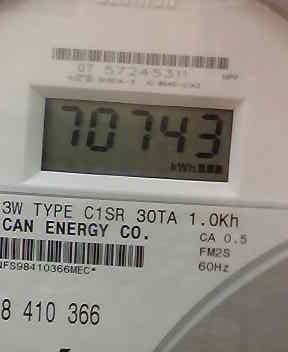 07 57245311
70743
kWh
3W TYPE C1SR 30TA 1.0Kh
CAN ENERGY CO.
CA 0.5
FM2S
60Hz
NFS98410366MEC*
8 410 366